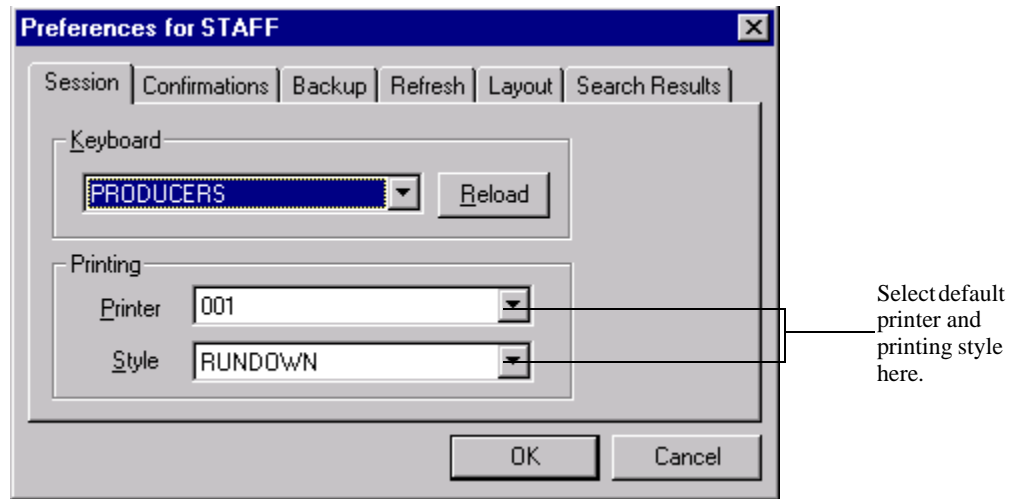 Preferences for STAFF
Session Confirmations Backup Refresh Layout Search Results
Keyboard
PRODUCERS Reload
Printing
Printer 001
Style RUNDOWN
OK Cancel
Select default
printer and
printing style
here.